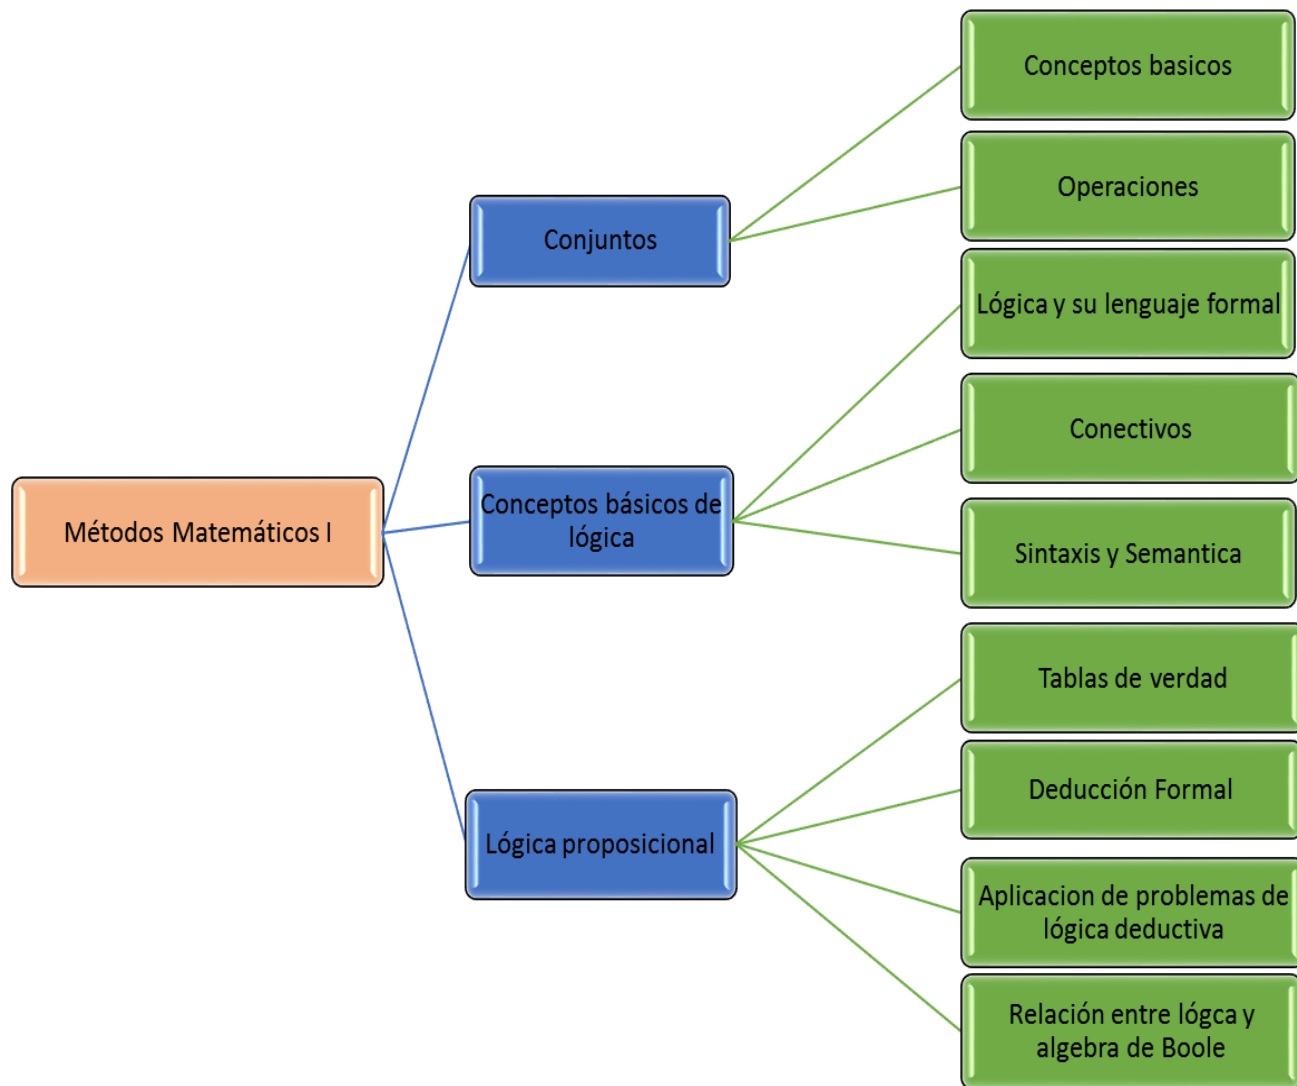 Conceptos basicos
Operaciones
Conjuntos
Lógica y su lenguaje formal
Conectivos
Conceptos básicos de
lógica
Métodos Matemáticos I
Sintaxis y Semantica
Tablas de verdad
Deducción Formal
Lógica proposicional
Aplicacion de problemas de
lógica deductiva
Relación entre lógca y
algebra de Boole